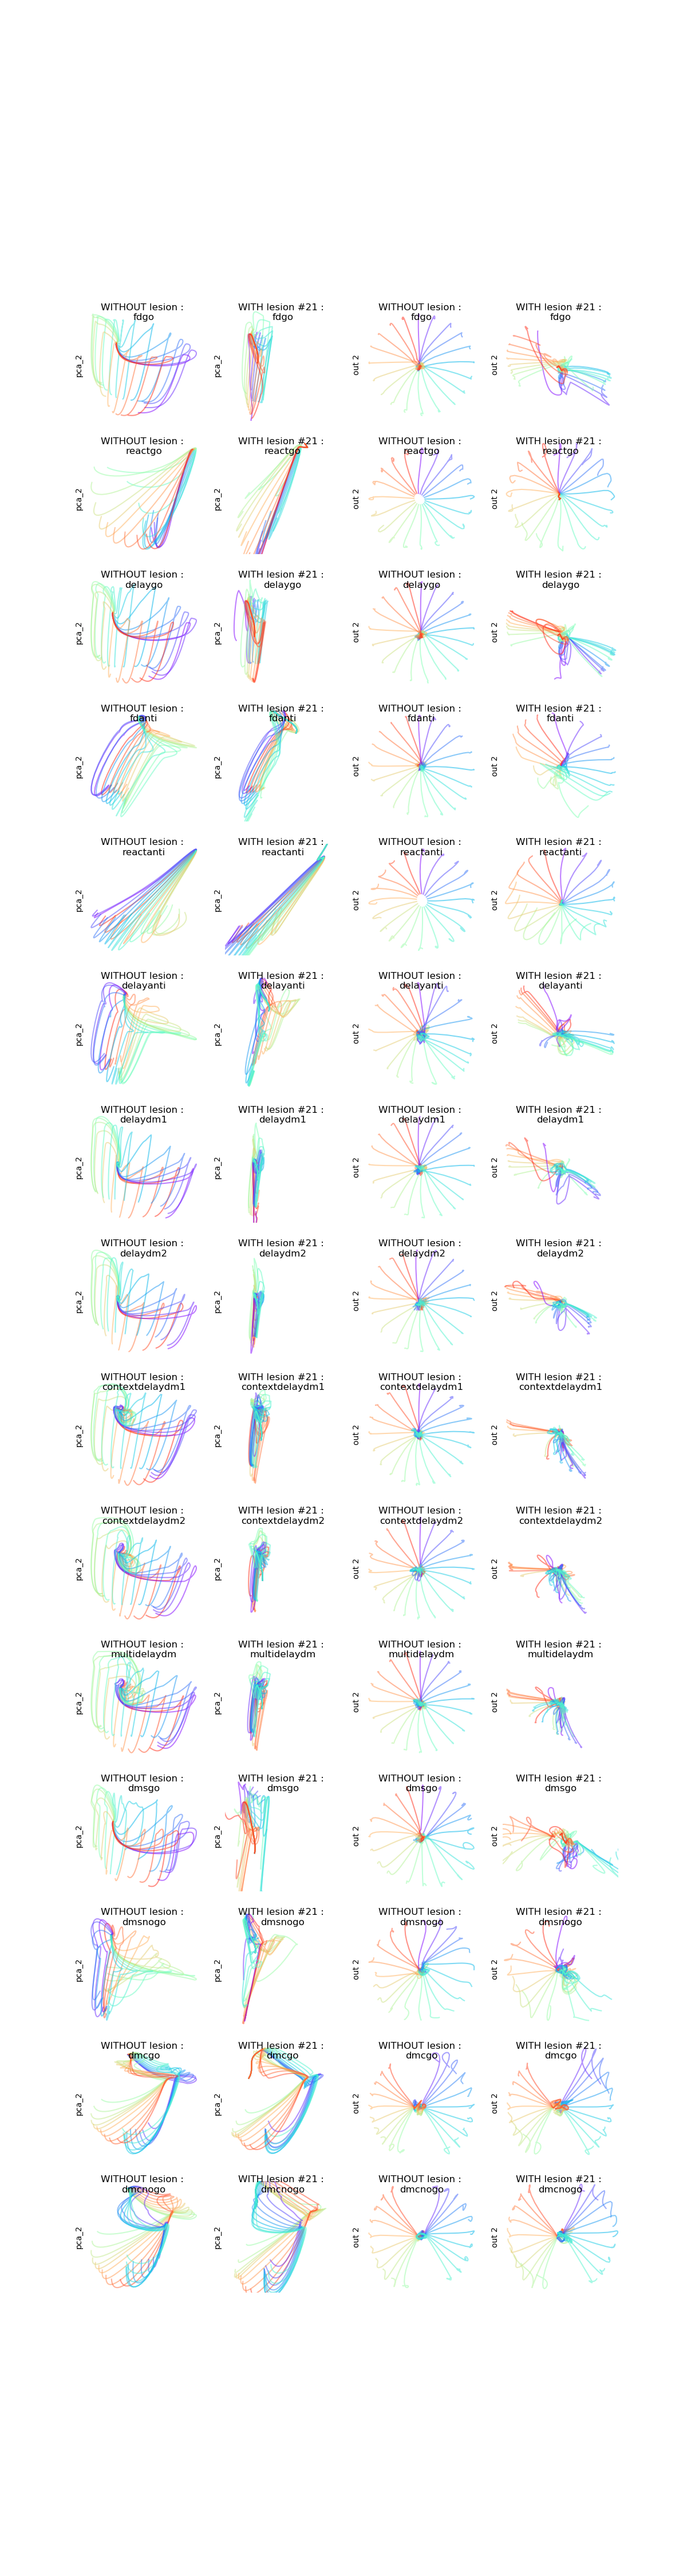 WITHOUT lesion :
fdgo
WITH lesion #21 :
fdgo
WITHOUT lesion :
fdgo
WITH lesion #21 :
fdgo
pca_2
pca_2
out 2
out 2
WITHOUT lesion :
reactgo
WITH lesion #21 :
reactgo
WITHOUT lesion :
reactgo
WITH lesion #21 :
reactgo
pca_2
pca_2
out 2
out 2
WITHOUT lesion :
delaygo
WITH lesion #21 :
delaygo
WITHOUT lesion :
delaygo
WITH lesion #21 :
delaygo
pca_2
pca_2
out 2
out 2
WITHOUT lesion :
fdanti
WITH lesion #21 :
fdanti
WITHOUT lesion :
fdanti
WITH lesion #21 :
fdanti
pca_2
pca_2
out 2
out 2
WITHOUT lesion :
reactanti
WITH lesion #21 :
reactanti
WITHOUT lesion :
reactanti
WITH lesion #21 :
reactanti
pca_2
pca_2
out 2
out 2
WITHOUT lesion :
delayanti
WITH lesion #21 :
delayanti
WITHOUT lesion :
delayanti
WITH lesion #21 :
delayanti
pca_2
pca_2
out 2
out 2
WITHOUT lesion :
delaydm1
WITH lesion #21 :
delaydm1
WITHOUT lesion :
delaydm1
WITH lesion #21 :
delaydm1
pca_2
pca_2
out 2
out 2
WITHOUT lesion :
delaydm2
WITH lesion #21 :
delaydm2
WITHOUT lesion :
delaydm2
WITH lesion #21 :
delaydm2
pca_2
pca_2
out 2
out 2
WITHOUT lesion :
contextdelaydm1
WITH lesion #21 :
contextdelaydm1
WITHOUT lesion :
contextdelaydm1
WITH lesion #21 :
contextdelaydm1
pca_2
pca_2
out 2
out 2
WITHOUT lesion :
contextdelaydm2
WITH lesion #21 :
contextdelaydm2
WITHOUT lesion :
contextdelaydm2
WITH lesion #21 :
contextdelaydm2
pca_2
pca_2
out 2
out 2
WITHOUT lesion :
multidelaydm
WITH lesion #21 :
multidelaydm
WITHOUT lesion :
multidelaydm
WITH lesion #21 :
multidelaydm
pca_2
pca_2
out 2
out 2
WITHOUT lesion :
dmsgo
WITH lesion #21 :
dmsgo
WITHOUT lesion :
dmsgo
WITH lesion #21 :
dmsgo
pca_2
pca_2
out 2
out 2
WITHOUT lesion :
dmsnogo
WITH lesion #21 :
dmsnogo
WITHOUT lesion :
dmsnogo
WITH lesion #21 :
dmsnogo
pca_2
pca_2
out 2
out 2
WITHOUT lesion :
dmcgo
WITH lesion #21 :
dmcgo
WITHOUT lesion :
dmcgo
WITH lesion #21 :
dmcgo
pca_2
pca_2
out 2
out 2
WITHOUT lesion :
dmcnogo
WITH lesion #21 :
dmcnogo
WITHOUT lesion :
dmcnogo
WITH lesion #21 :
dmcnogo
pca_2
pca_2
out 2
out 2